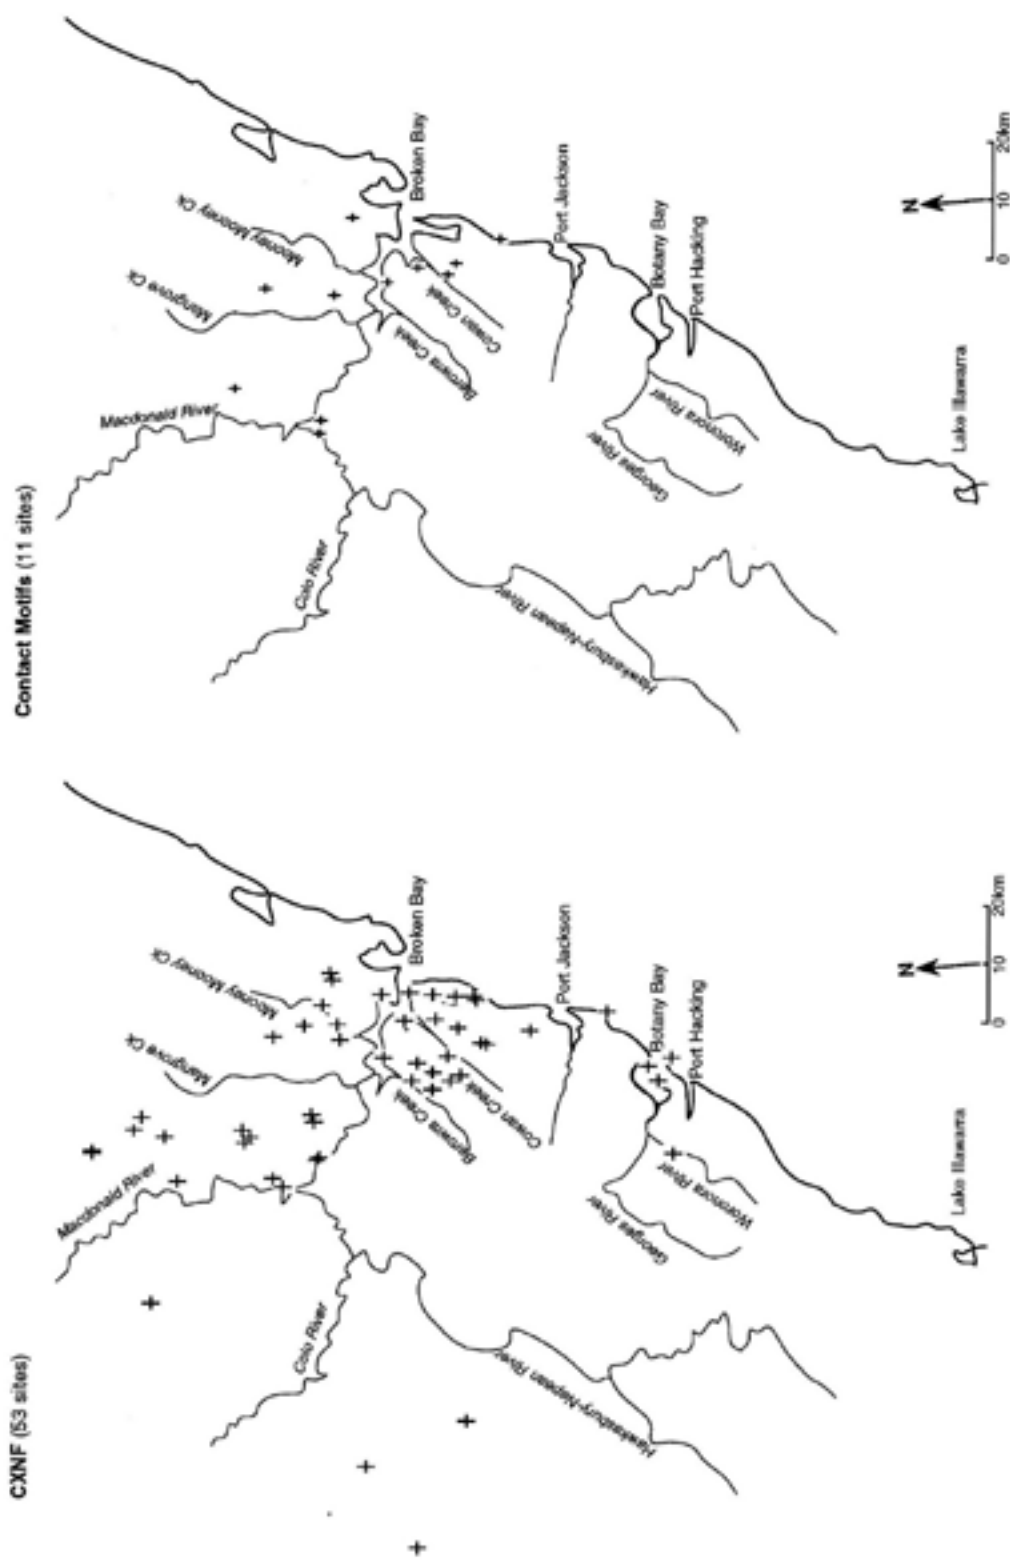 CXNF (53 sites)
Macdonald River
Mangrove Ck
Mooney Mooney Ck
Colo River
Berowra Creek
Cowan Creek
Broken Bay
Hawkesbury-Nepean River
Port Jackson
Georges River
Woronora River
Botany Bay
Port Hacking
Lake Illawarra
N
0 10 20km
Contact Motifs (11 sites)
Macdonald River
Mangrove Ck
Mooney Mooney Ck
Colo River
Berowra Creek
Cowan Creek
Broken Bay
Hawkesbury-Nepean River
Port Jackson
Georges River
Woronora River
Botany Bay
Port Hacking
Lake Illawarra
N
0 10 20km